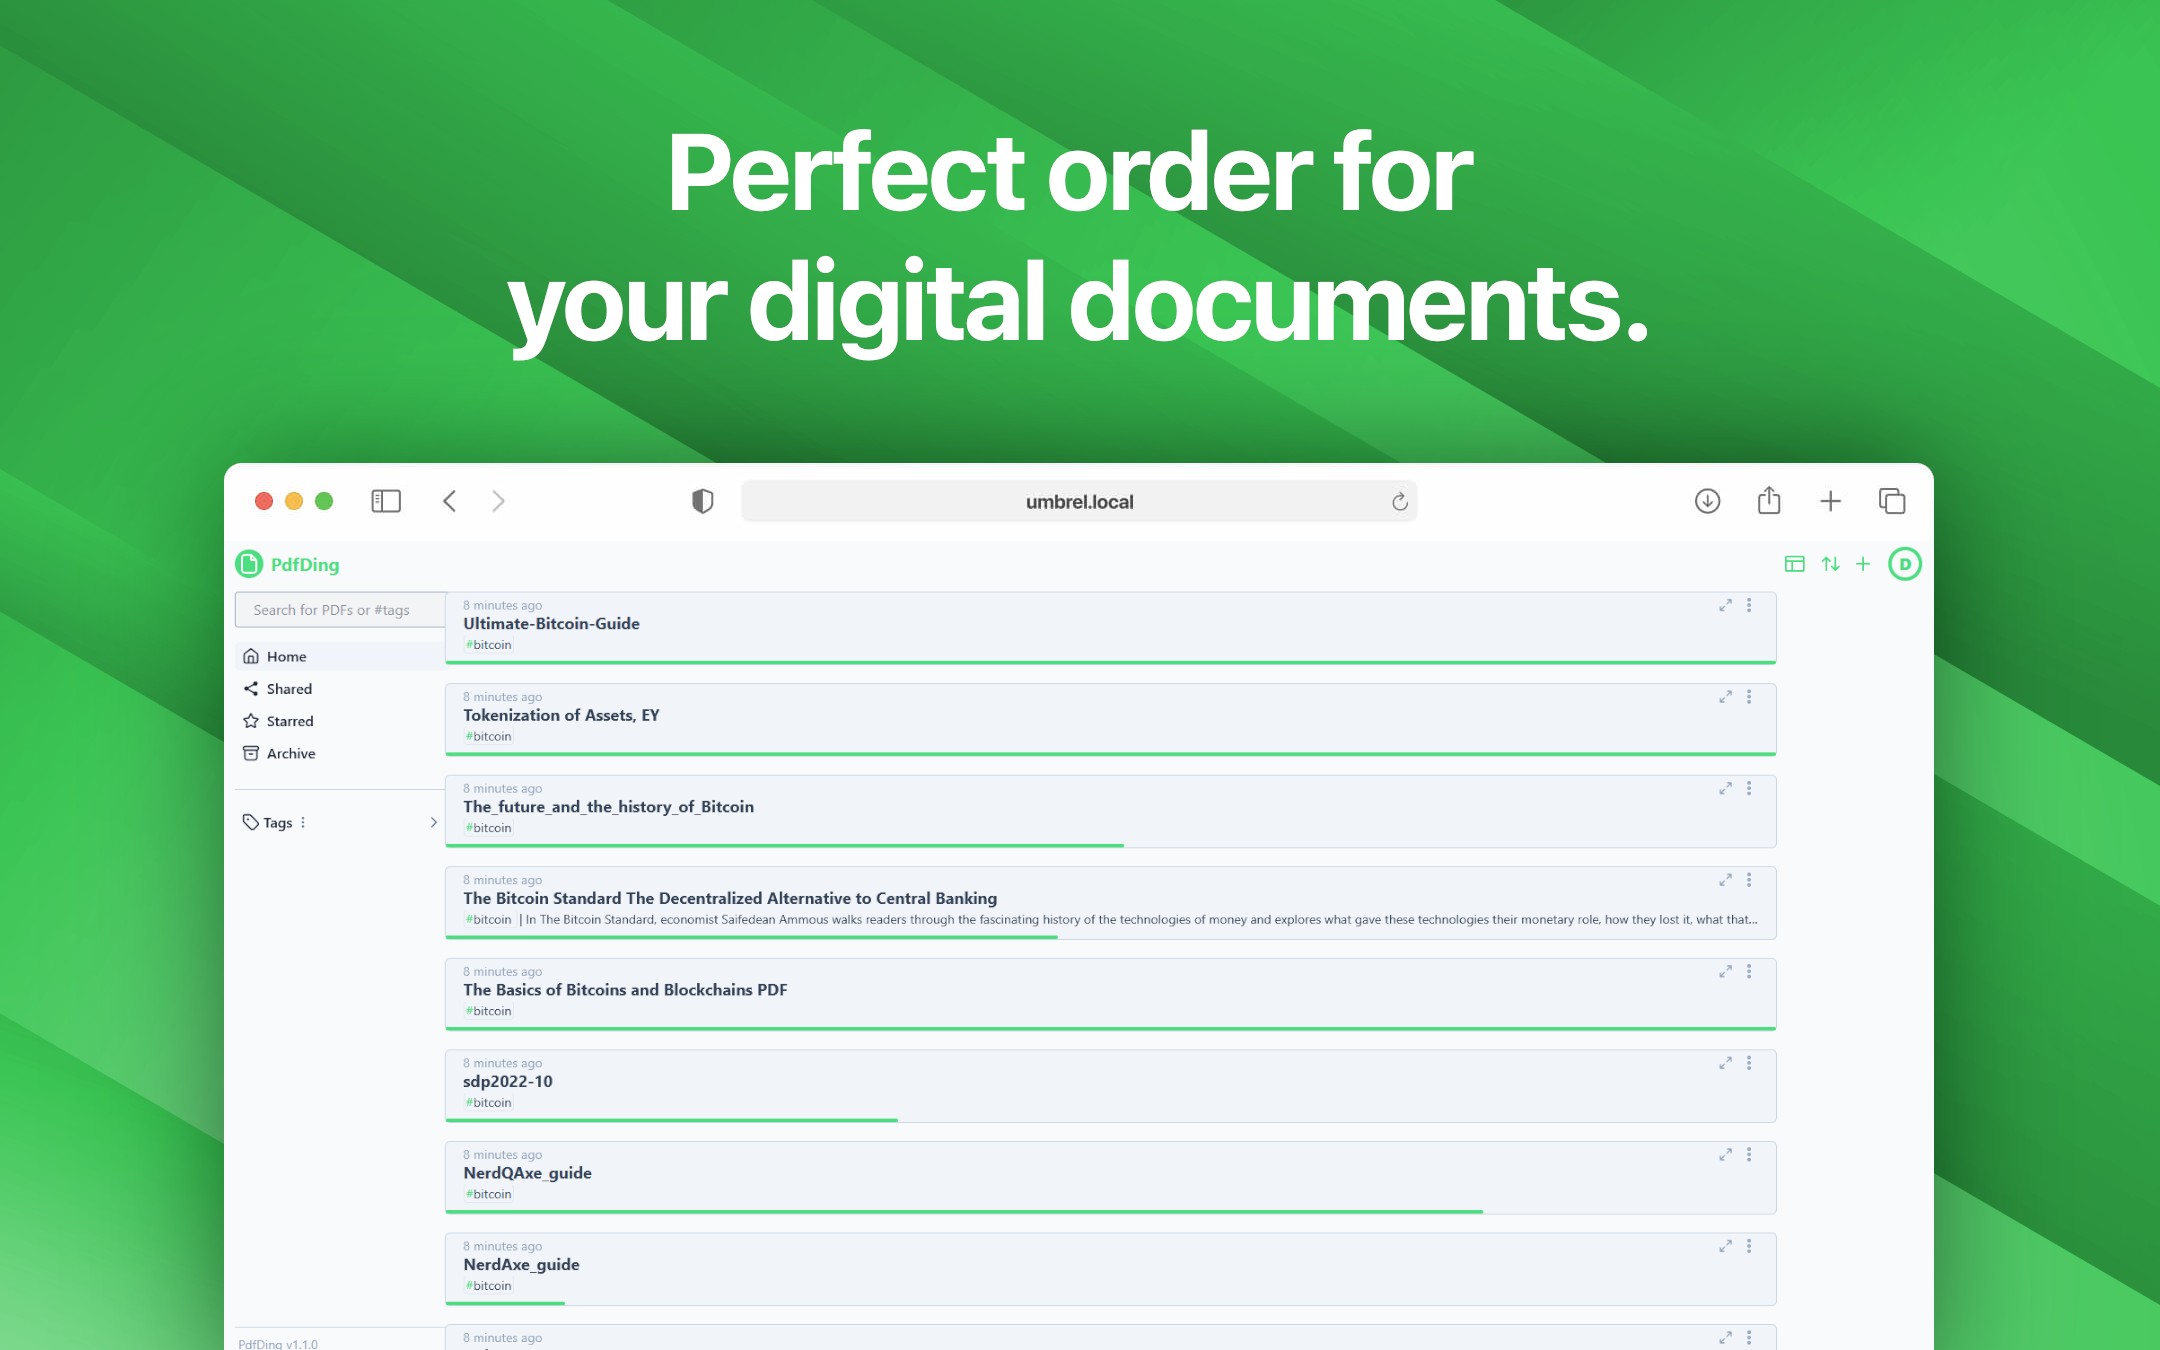 Perfect order for
your digital documents.
umbrel.local
PdfDing
D
Search for PDFs or #tags
Home
Shared
Starred
Archive
Tags
8 minutes ago
Ultimate-Bitcoin-Guide
#bitcoin
8 minutes ago
Tokenization of Assets, EY
#bitcoin
8 minutes ago
The_future_and_the_history_of_Bitcoin
#bitcoin
8 minutes ago
The Bitcoin Standard The Decentralized Alternative to Central Banking
#bitcoin | In The Bitcoin Standard, economist Saifedean Ammous walks readers through the fascinating history of the technologies of money and explores what gave these technologies their monetary role, how they lost it, what that...
8 minutes ago
The Basics of Bitcoins and Blockchains PDF
#bitcoin
8 minutes ago
sdp2022-10
#bitcoin
8 minutes ago
NerdQAxe_guide
#bitcoin
8 minutes ago
NerdAxe_guide
#bitcoin
8 minutes ago
PdfDing v1.1.0